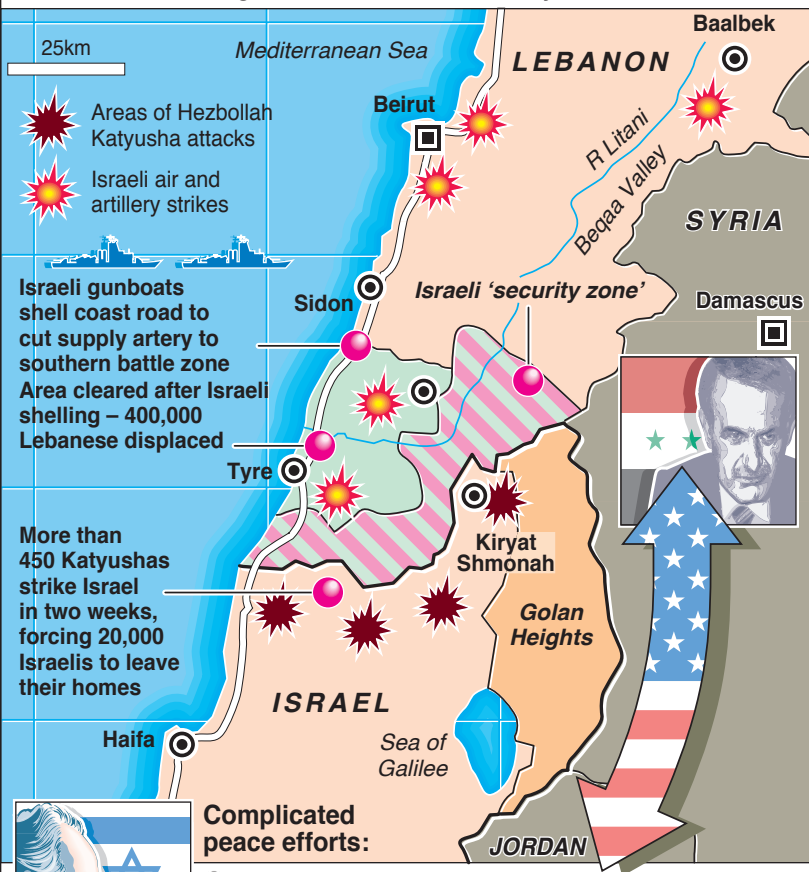 25km
Mediterranean Sea
Baalbek
LEBANON
Areas of Hezbollah
Katyusha attacks
Beirut
R Litani
Israeli air and
artillery strikes
Beqaa Valley
SYRIA
Israeli gunboats
shell coast road to
cut supply artery to
southern battle zone
Sidon
Israeli ‘security zone’
Damascus
Area cleared after Israeli
shelling – 400,000
Lebanese displaced
Tyre
More than
450 Katyushas
strike Israel
in two weeks,
forcing 20,000
Israelis to leave
their homes
Kiryat
Shmonah
Golan
Heights
ISRAEL
Haifa
Sea of
Galilee
Complicated
peace efforts:
JORDAN